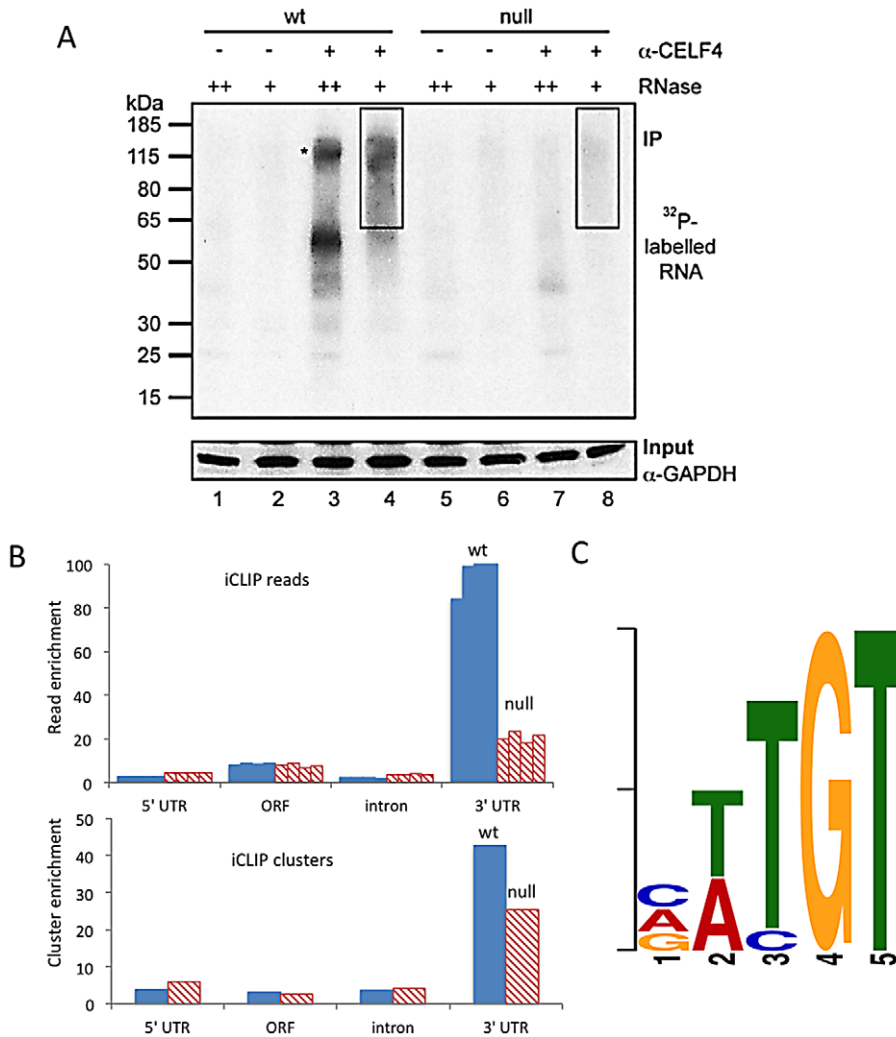 A
wt null
- - + + - - + + α-CELF4
++ + ++ + ++ + ++ + RNase
kDa
185
115
80
65
50
30
25
15
*
IP
32P-
labelled
RNA
Input
α-GAPDH
1 2 3 4 5 6 7 8
B
iCLIP reads
Read enrichment
100
80
60
40
20
0
wt
null
5' UTR ORF intron 3' UTR
iCLIP clusters
Cluster enrichment
50
40
30
20
10
0
wt
null
5' UTR ORF intron 3' UTR
C
C T T G T
A A C
G
1 2 3 4 5